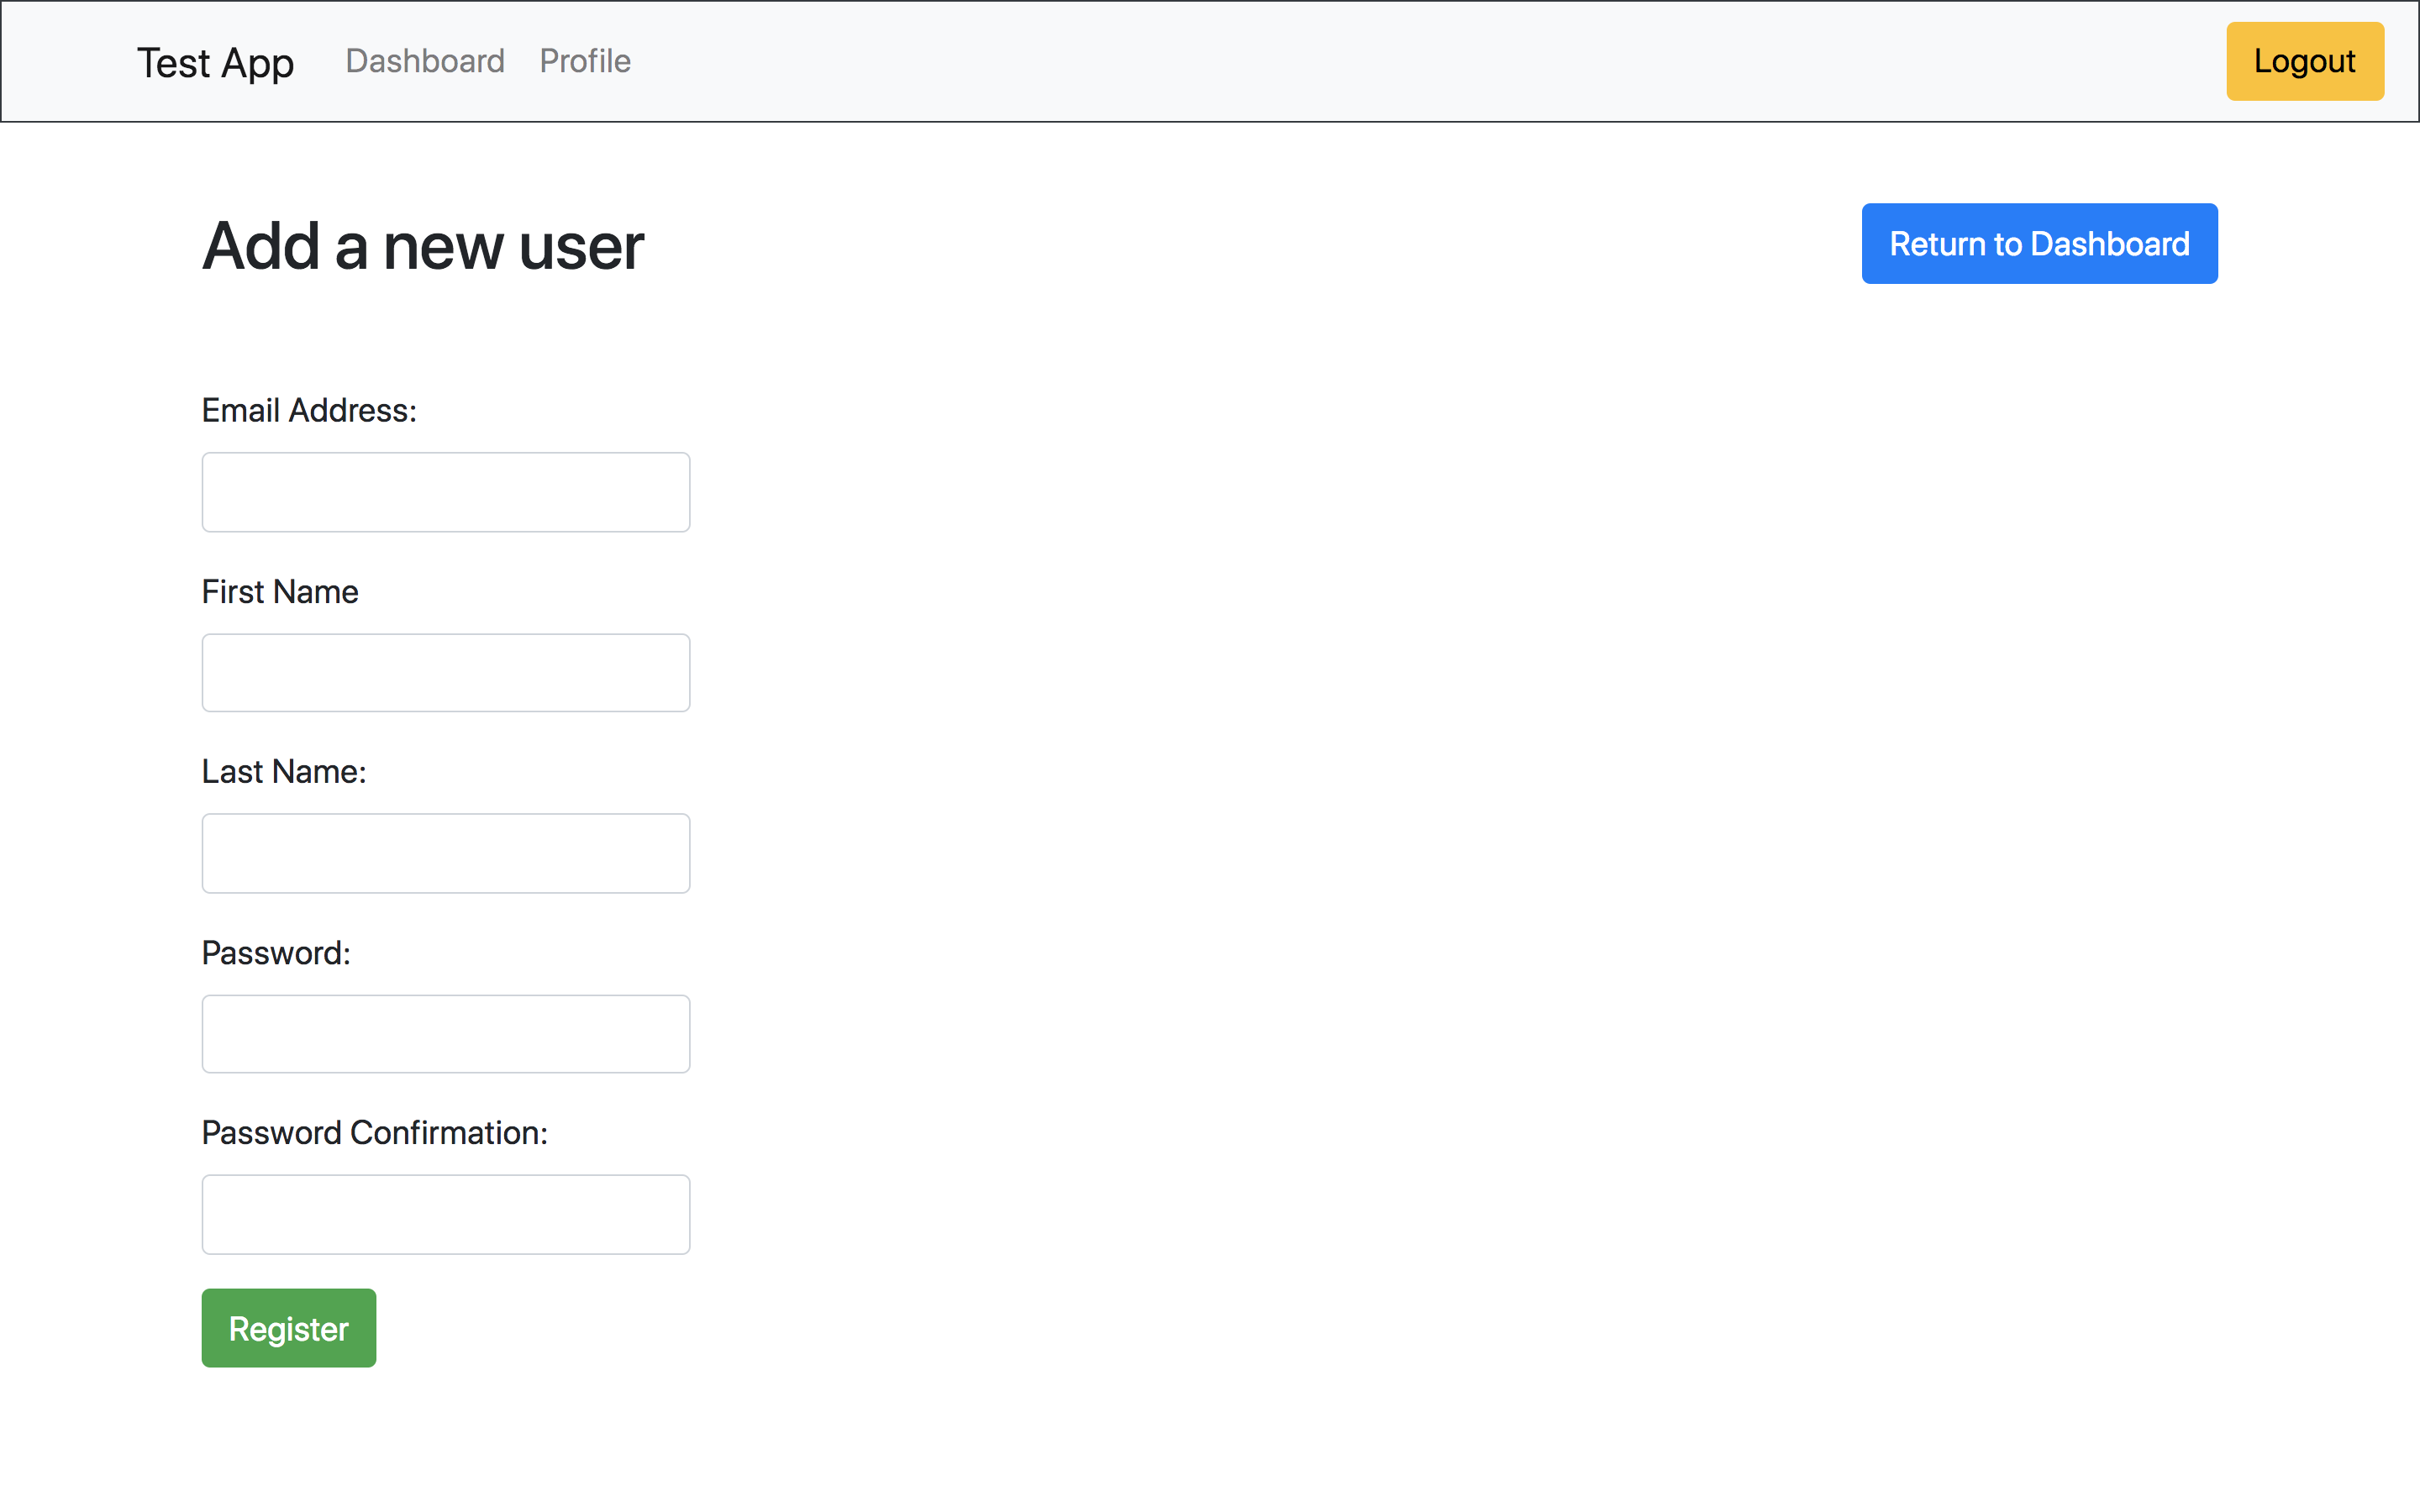 Test App Dashboard Profile Logout
Add a new user Return to Dashboard
Email Address:
First Name
Last Name:
Password:
Password Confirmation:
Register